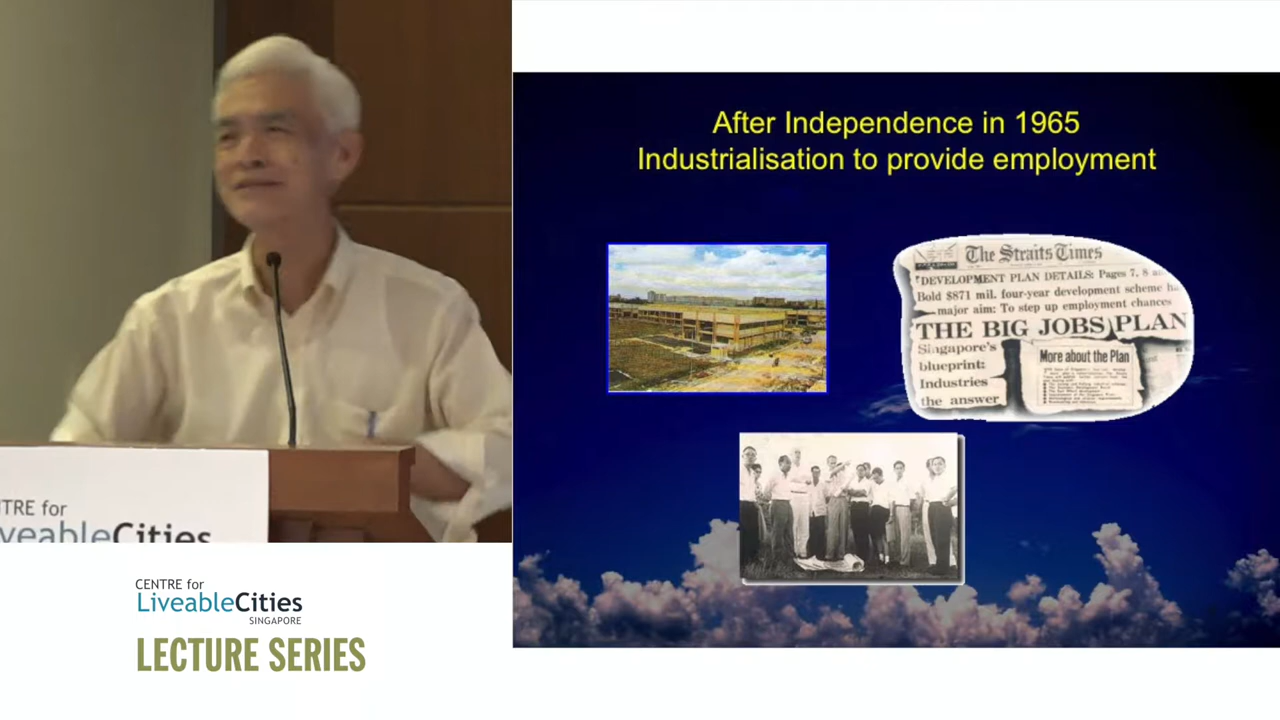 NTRE for
iveableCities
CENTRE for
LiveableCities
SINGAPORE
LECTURE SERIES
After Independence in 1965
Industrialisation to provide employment
The Straits Times
DEVELOPMENT PLAN DETAILS: Pages 7, 8
Bold $871 mil. four-year development scheme
major aim: To step up employment chances
THE BIG JOBS PLAN
Singapore's
blueprint:
Industries
the answer
More about the Plan